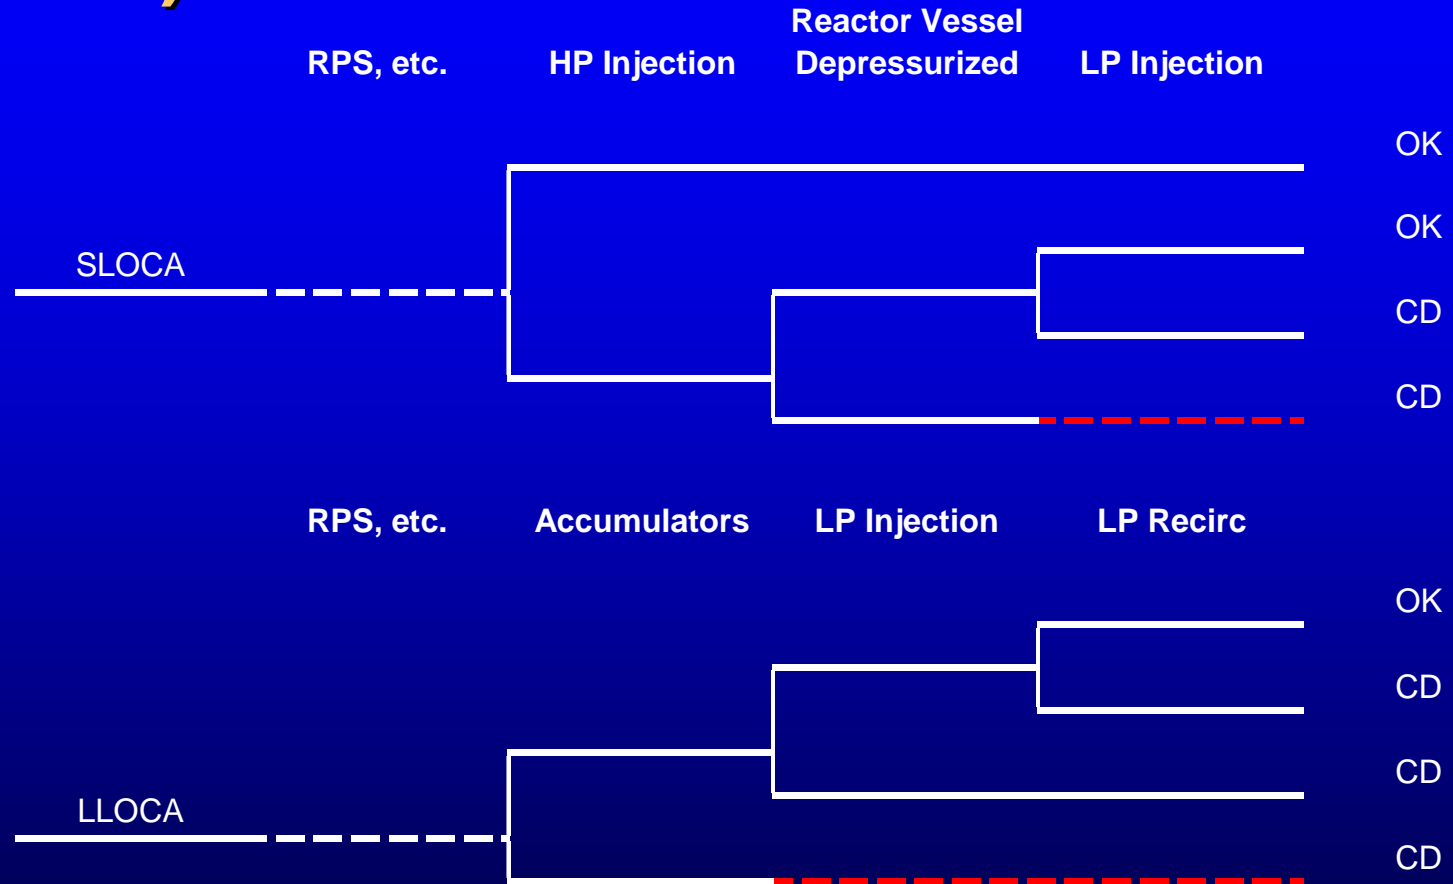 RPS, etc.
HP Injection
Reactor Vessel
Depressurized
LP Injection
OK
OK
SLOCA
CD
CD
RPS, etc.
Accumulators
LP Injection
LP Recirc
OK
CD
CD
LLOCA
CD